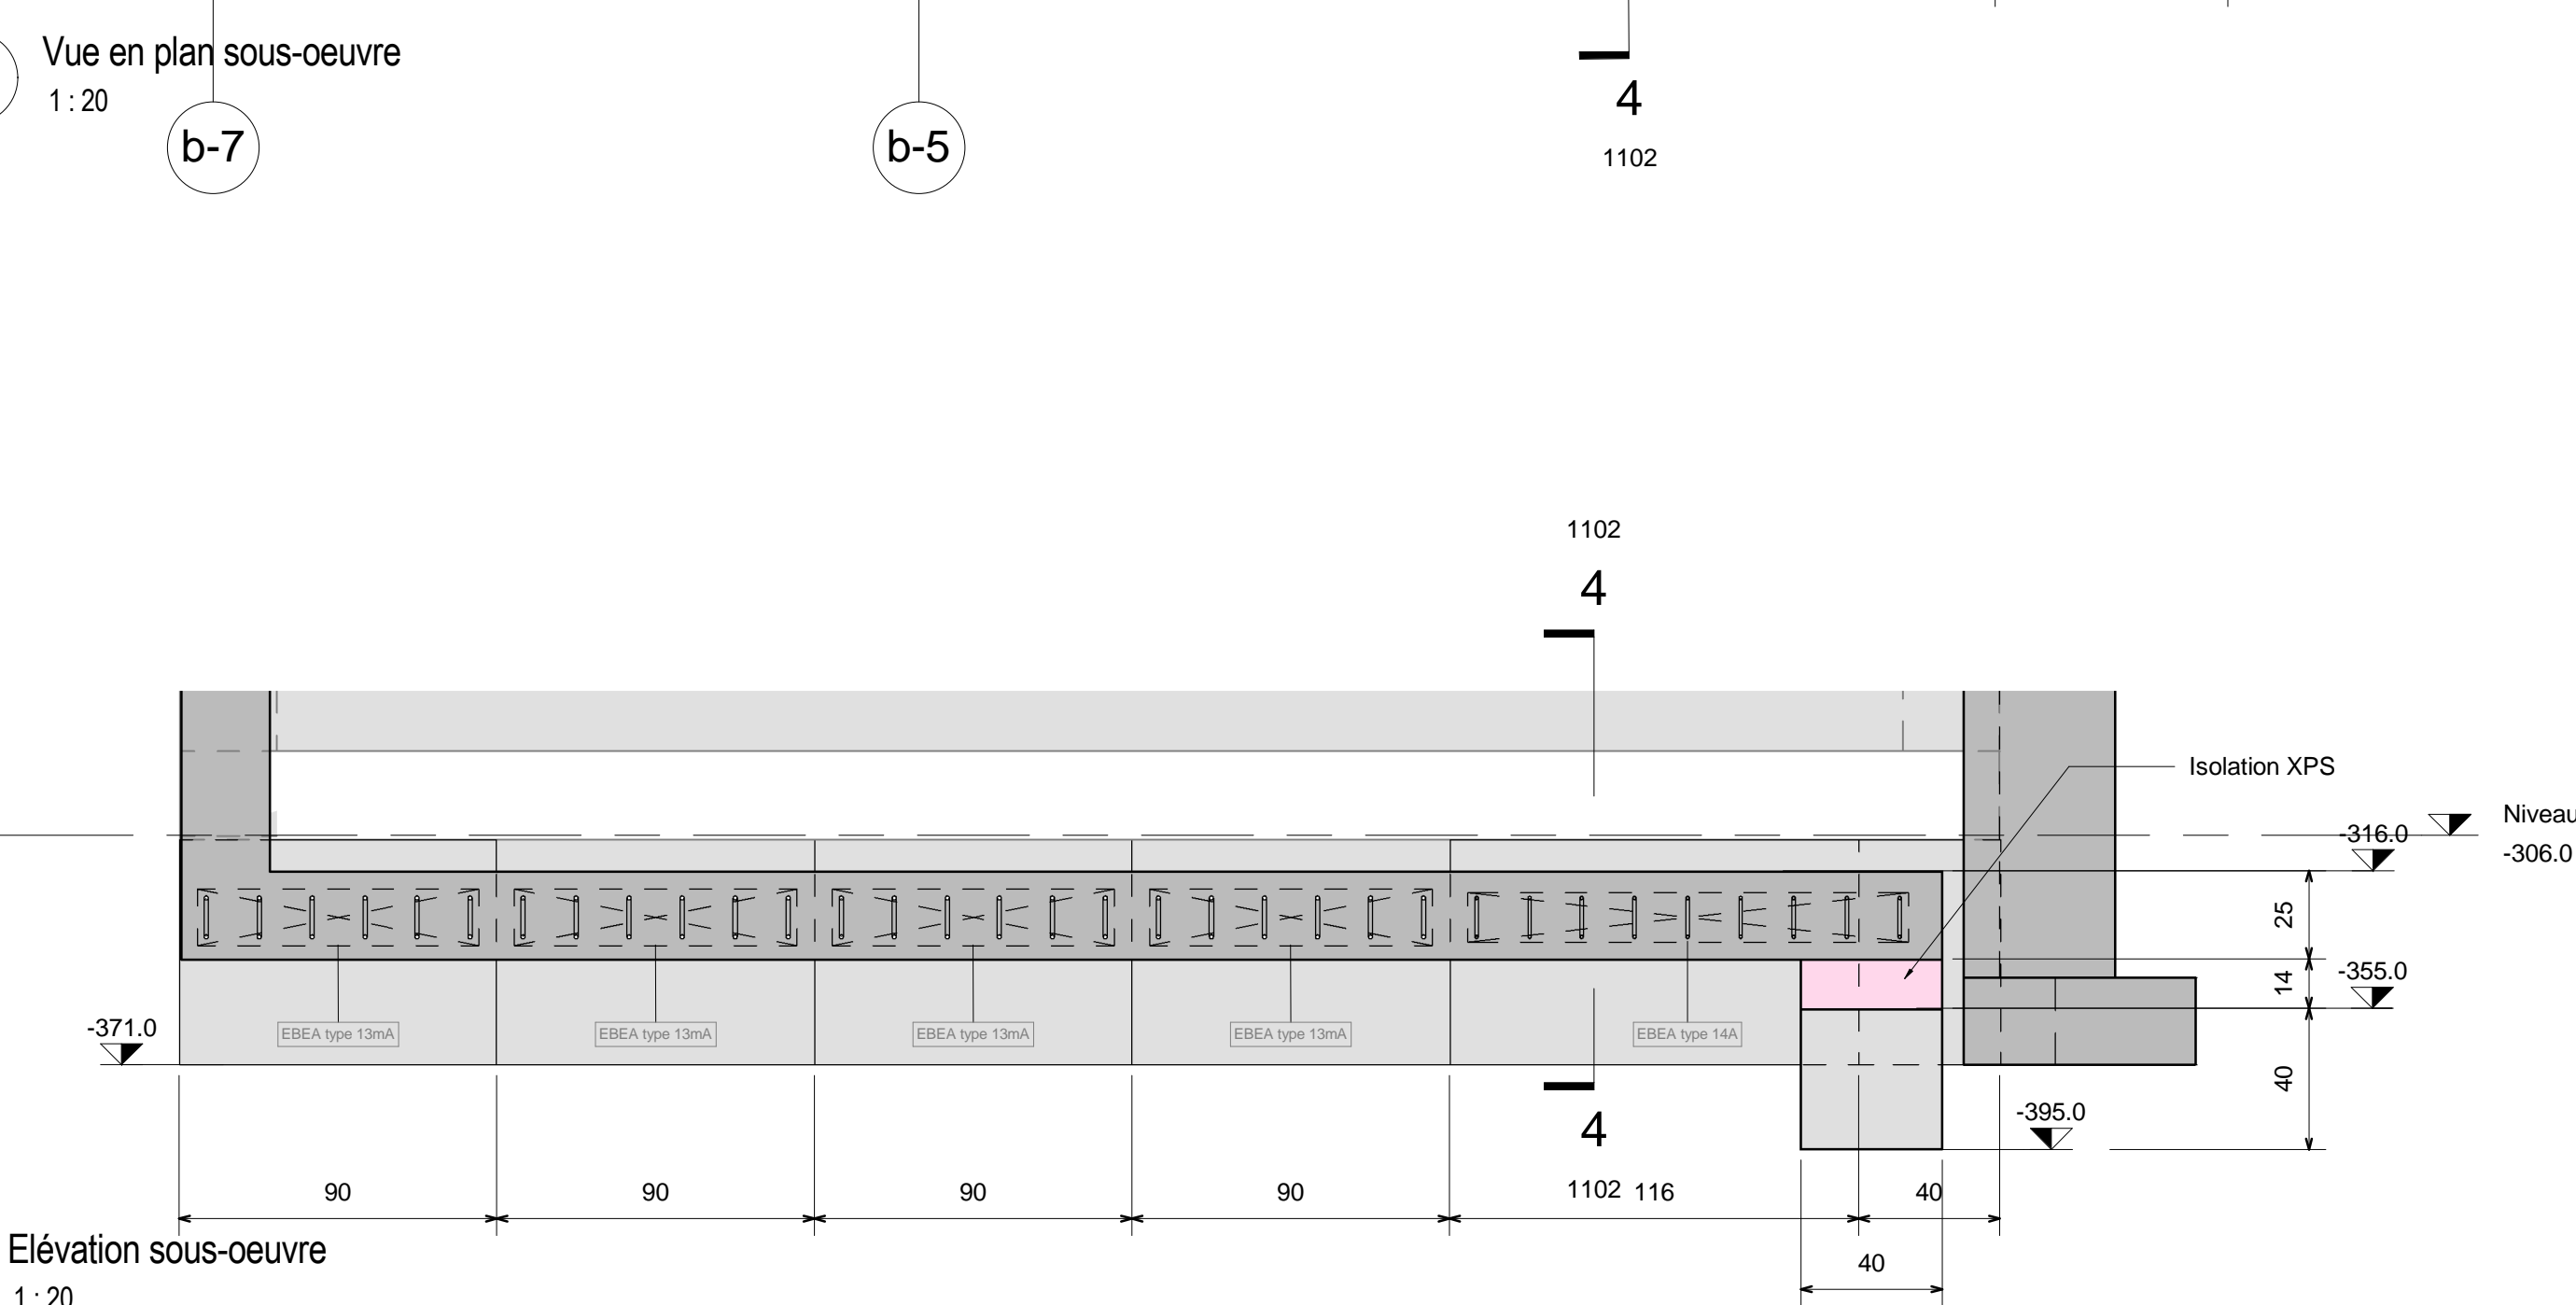 Vue en plan sous-oeuvre
1 : 20
b-7
b-5
4
1102
1102
4
Isolation XPS
Niveau
-316.0
-306.0
25
14
-355.0
-371.0
EBEA type 13mA
EBEA type 13mA
EBEA type 13mA
EBEA type 13mA
EBEA type 14A
40
-395.0
4
90
90
90
90
1102
116
40
Elévation sous-oeuvre
40
1 : 20